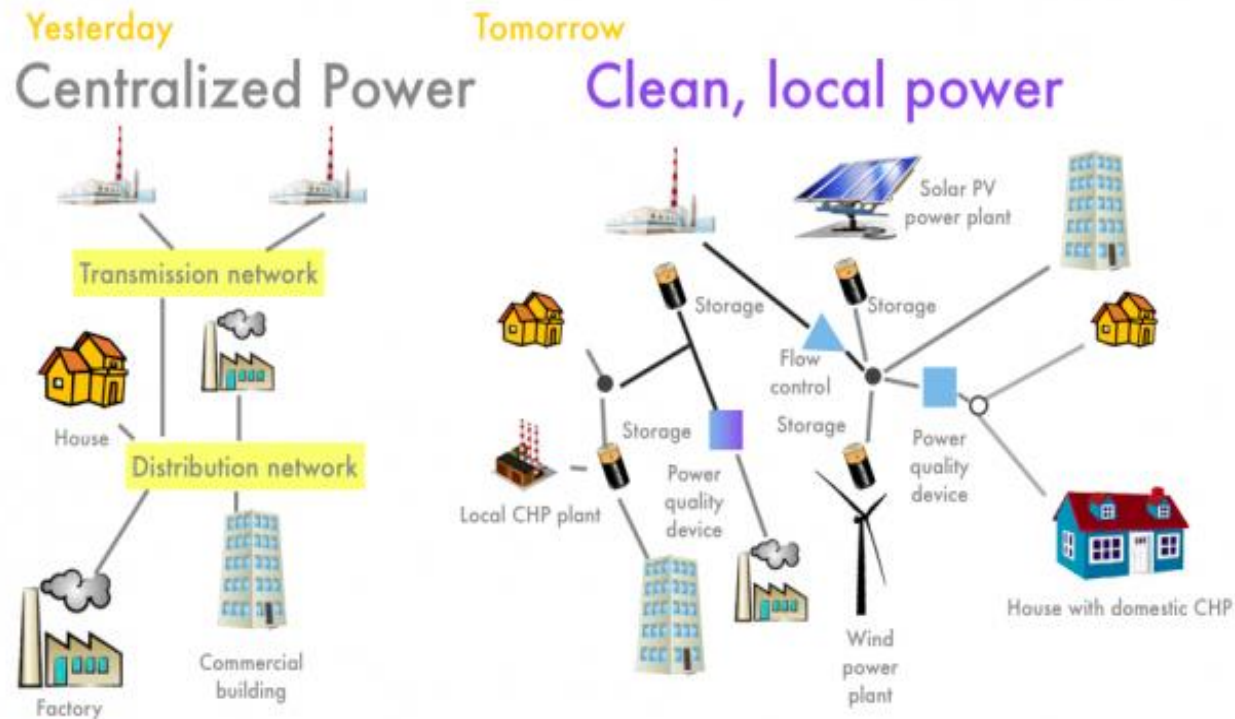 Yesterday
Centralized Power
Transmission network
House
Distribution network
Commercial
building
Factory
Tomorrow
Clean, local power
Solar PV
power plant
Storage
Storage
Flow
control
Storage
Storage
Power
quality
device
Power
quality
device
Local CHP plant
House with domestic CHP
Wind
power
plant